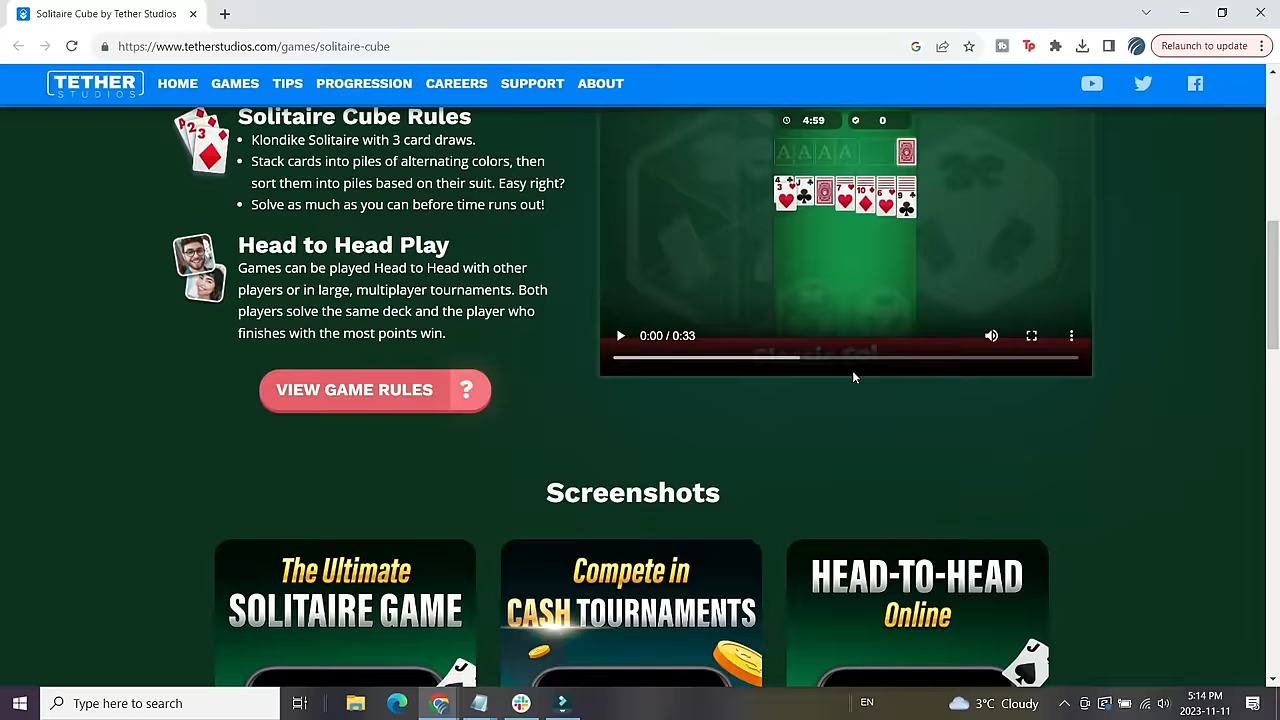 Solitaire Cube by Tether Studios
https://www.tetherstudios.com/games/solitaire-cube
Tp
Relaunch to update
TETHER
STUDIOS
HOME
GAMES
TIPS
PROGRESSION
CAREERS
SUPPORT
ABOUT
Solitaire Cube Rules
Klondike Solitaire with 3 card draws.
Stack cards into piles of alternating colors, then
sort them into piles based on their suit. Easy right?
Solve as much as you can before time runs out!
Head to Head Play
Games can be played Head to Head with other
players or in large, multiplayer tournaments. Both
players solve the same deck and the player who
finishes with the most points win.
VIEW GAME RULES ?
4:59
0
A A A A
0:00 / 0:33
Screenshots
The Ultimate
SOLITAIRE GAME
Compete in
CASH TOURNAMENTS
HEAD-TO-HEAD
Online
Type here to search
EN
3°C Cloudy
5:14 PM
2023-11-11